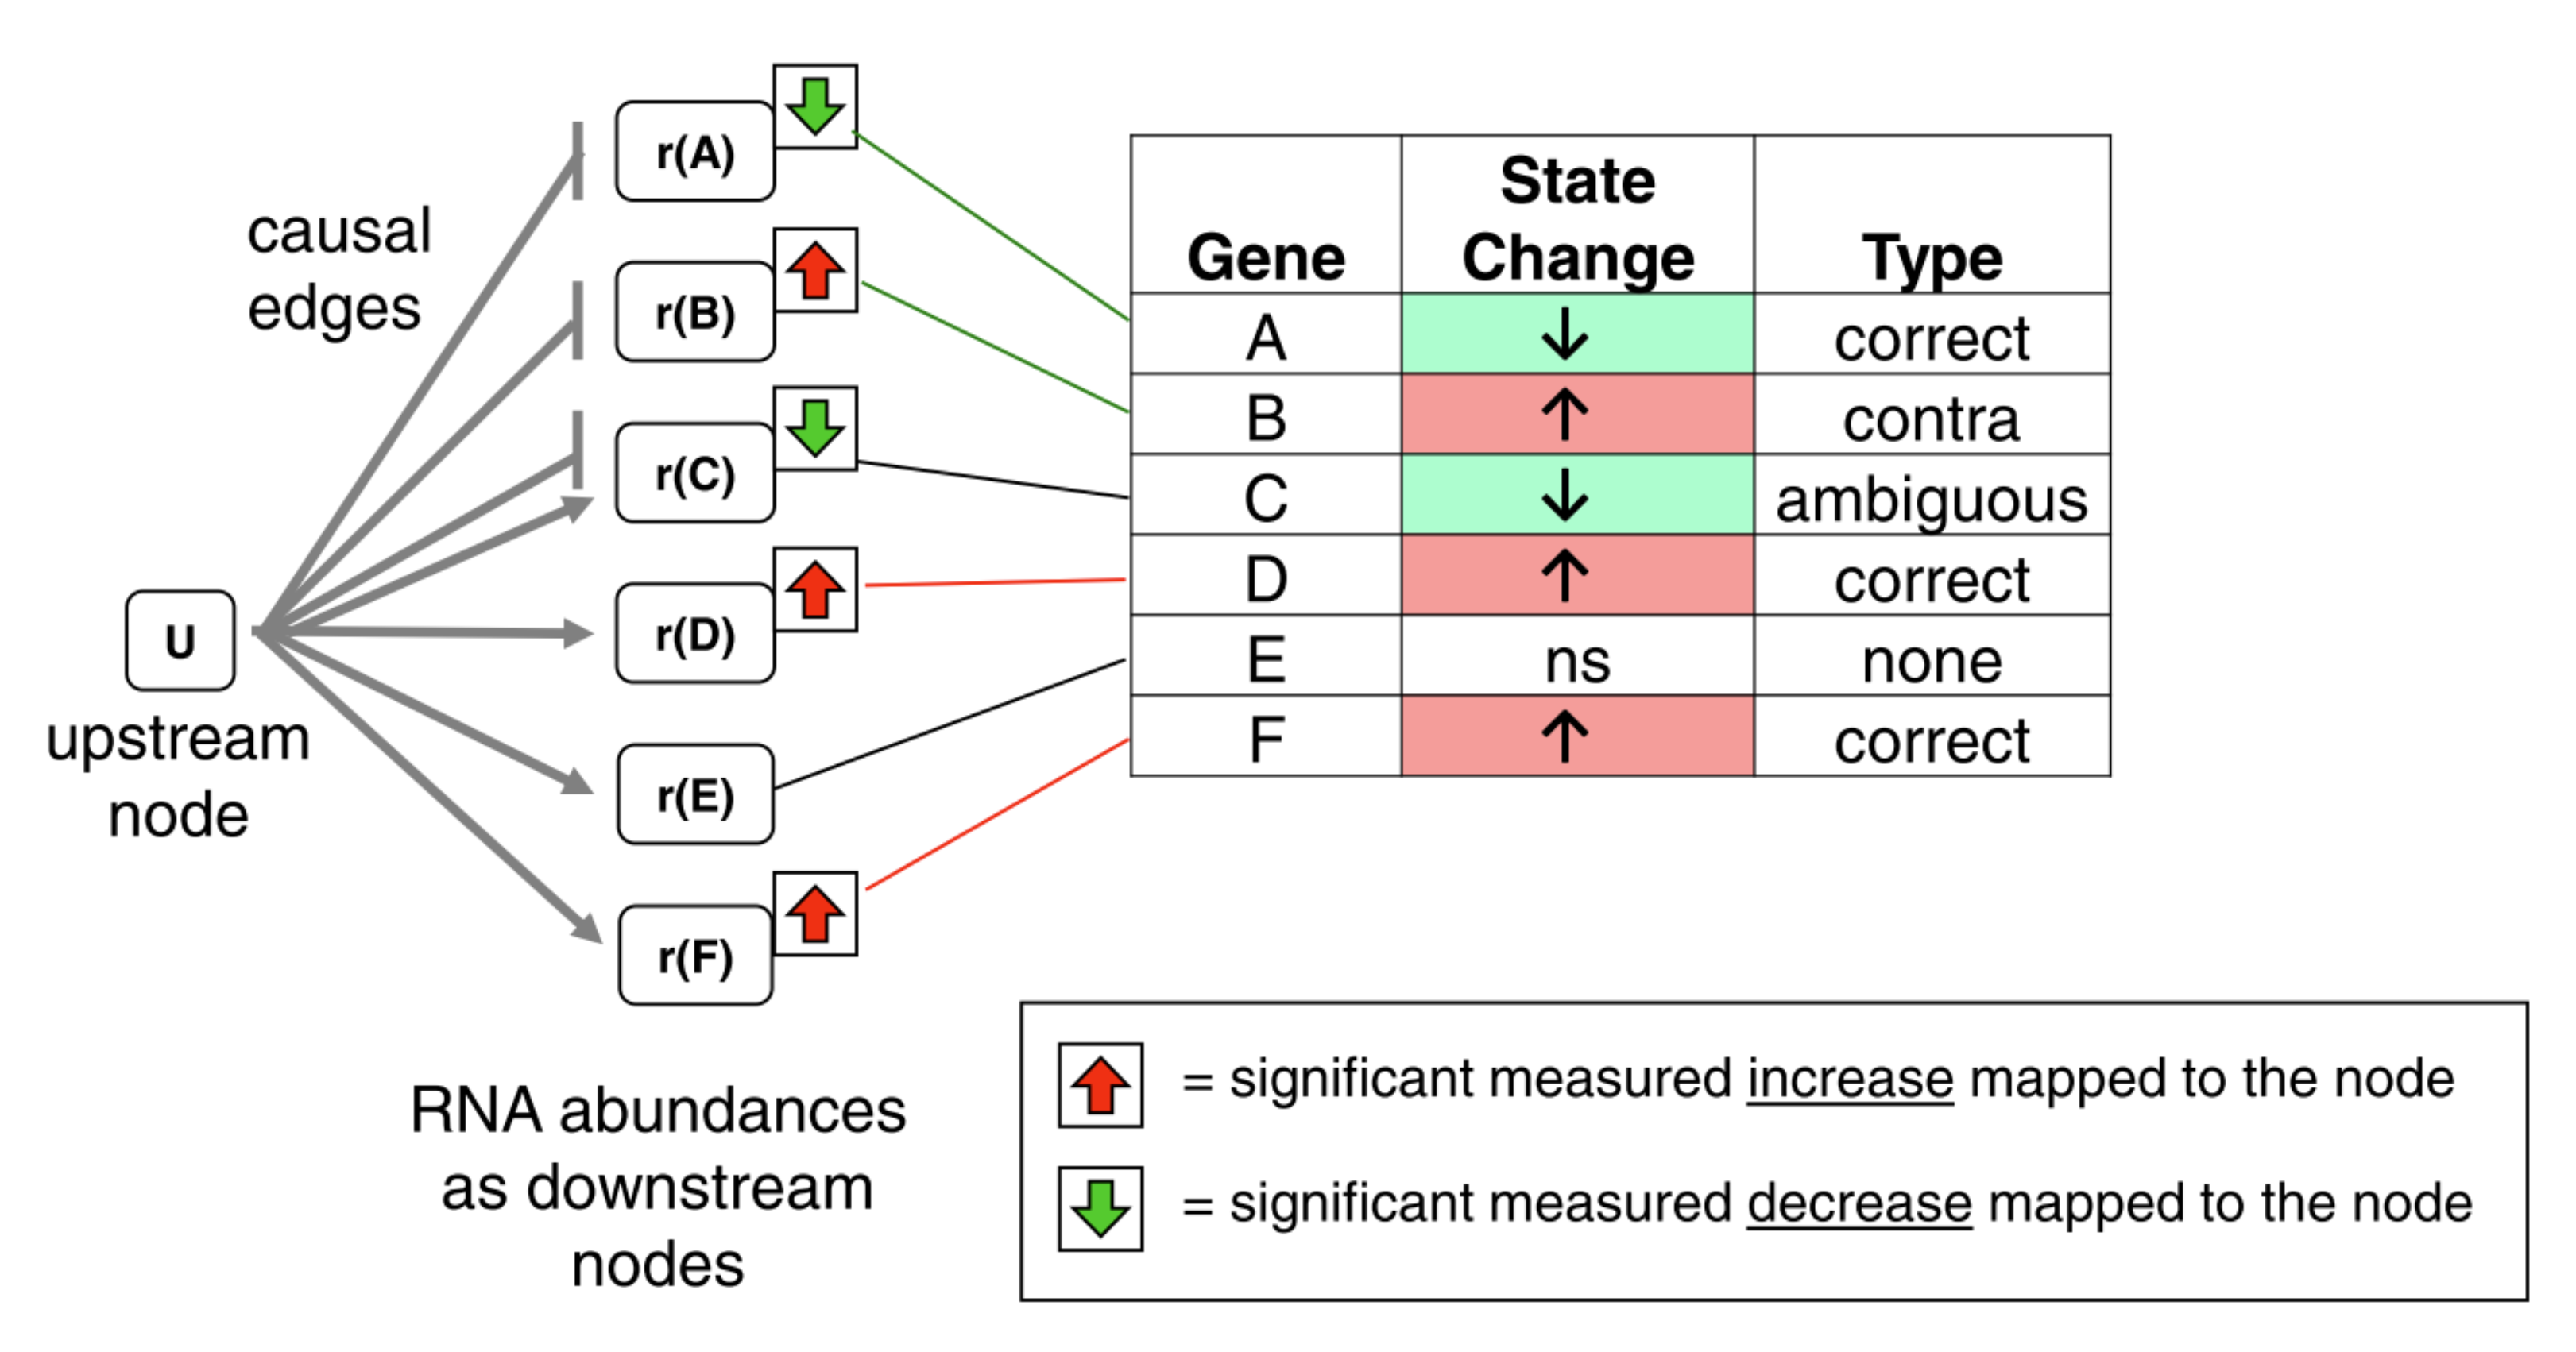 causal
edges
U
upstream
node
r(A)
r(B)
r(C)
r(D)
r(E)
r(F)
RNA abundances
as downstream
nodes
Gene State Change Type
A ↓ correct
B ↑ contra
C ↓ ambiguous
D ↑ correct
E ns none
F ↑ correct
= significant measured increase mapped to the node
= significant measured decrease mapped to the node